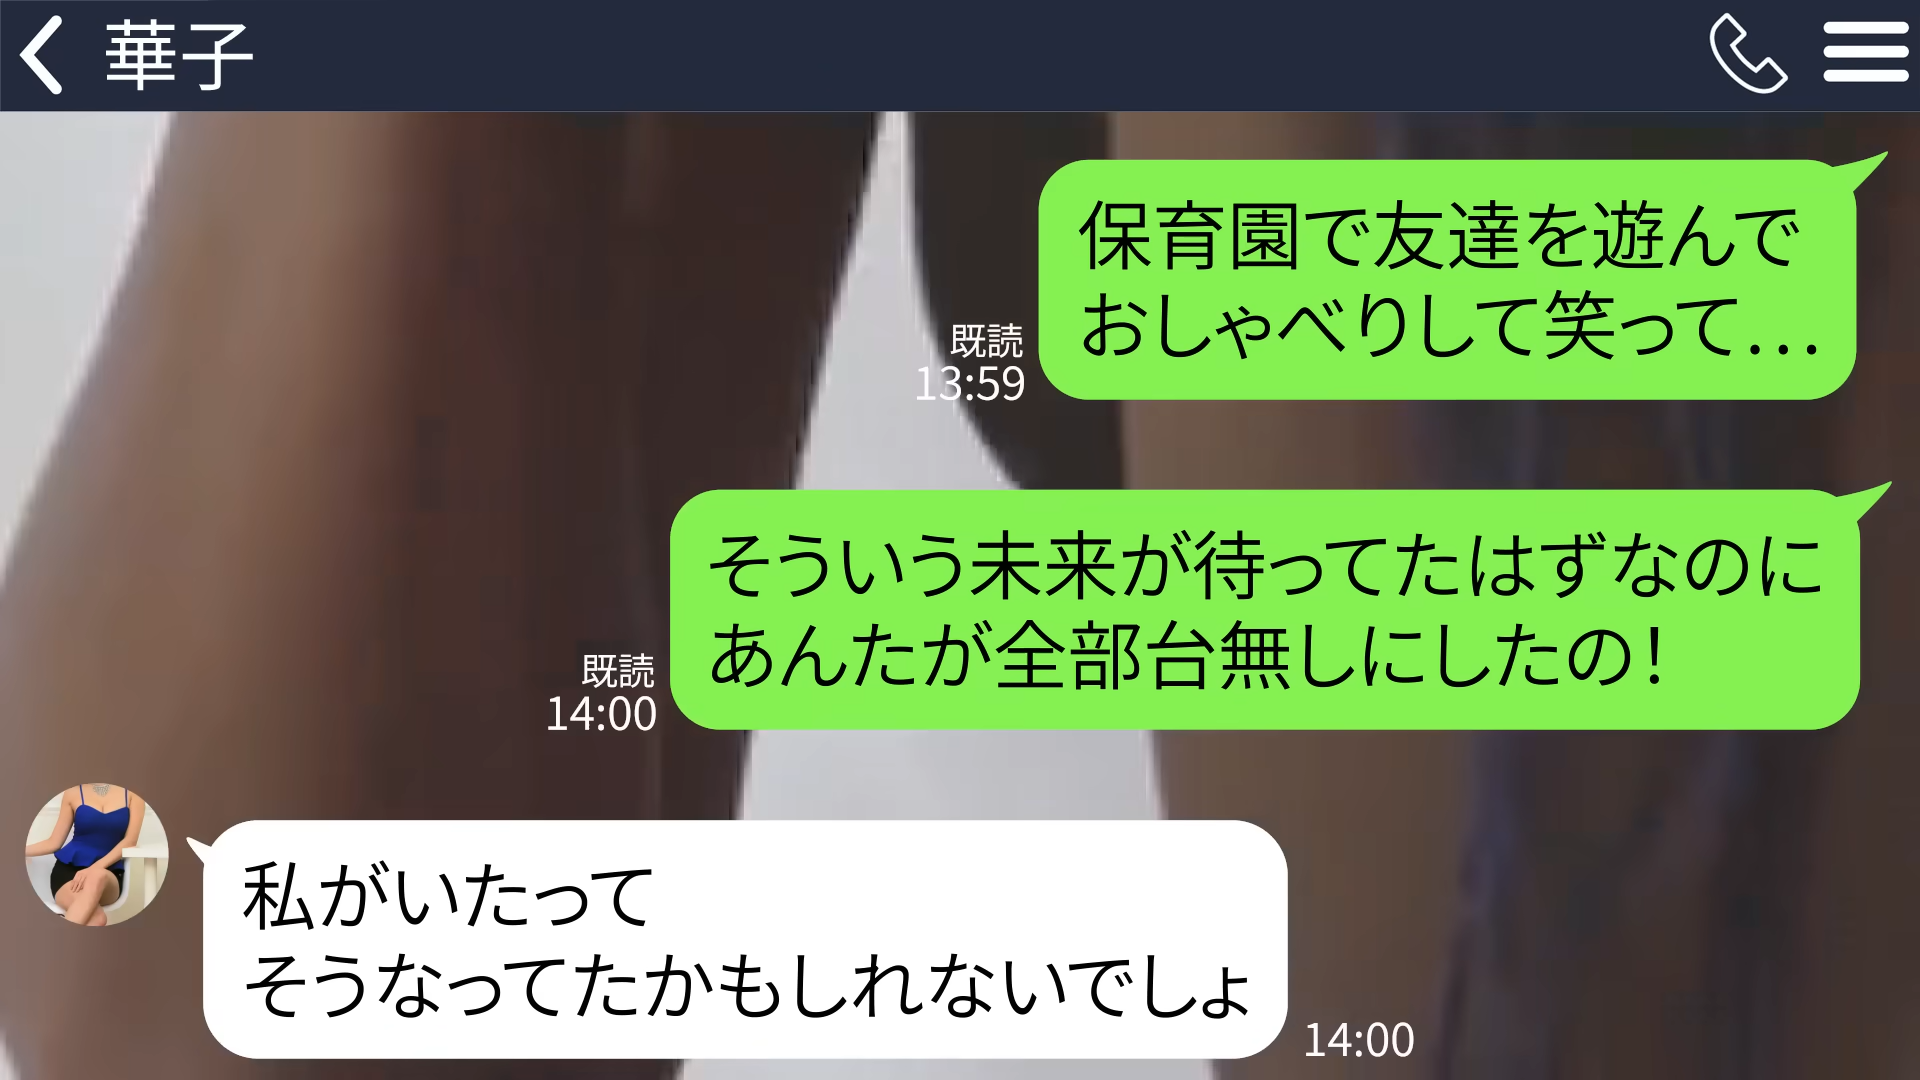 華子
保育園で友達を遊んで
おしゃべりして笑って…
既読
13:59
そういう未来が待ってたはずなのに
あんたが全部台無しにしたの！
既読
14:00
私がいたって
そうなってたかもしれないでしょ
14:00